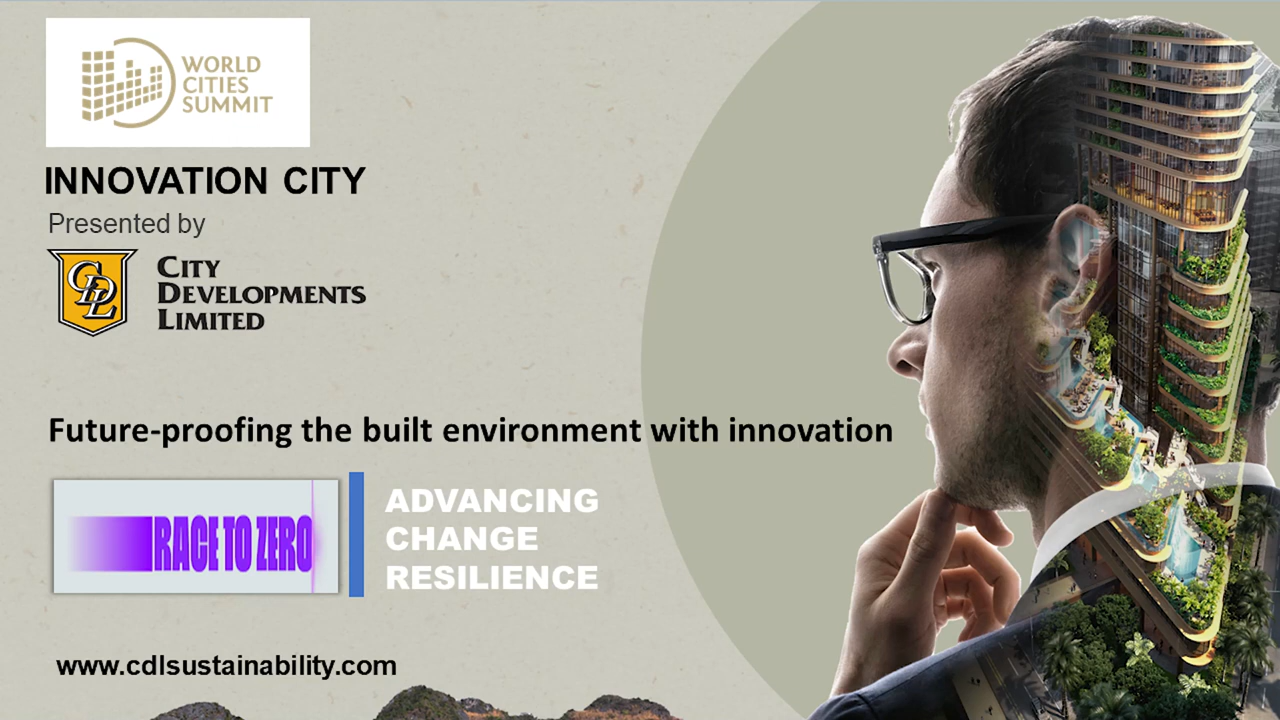 WORLD
CITIES
SUMMIT
INNOVATION CITY
Presented by
CDL
CITY
DEVELOPMENTS
LIMITED
Future-proofing the built environment with innovation
RACE TO ZERO
ADVANCING
CHANGE
RESILIENCE
www.cdlsustainability.com